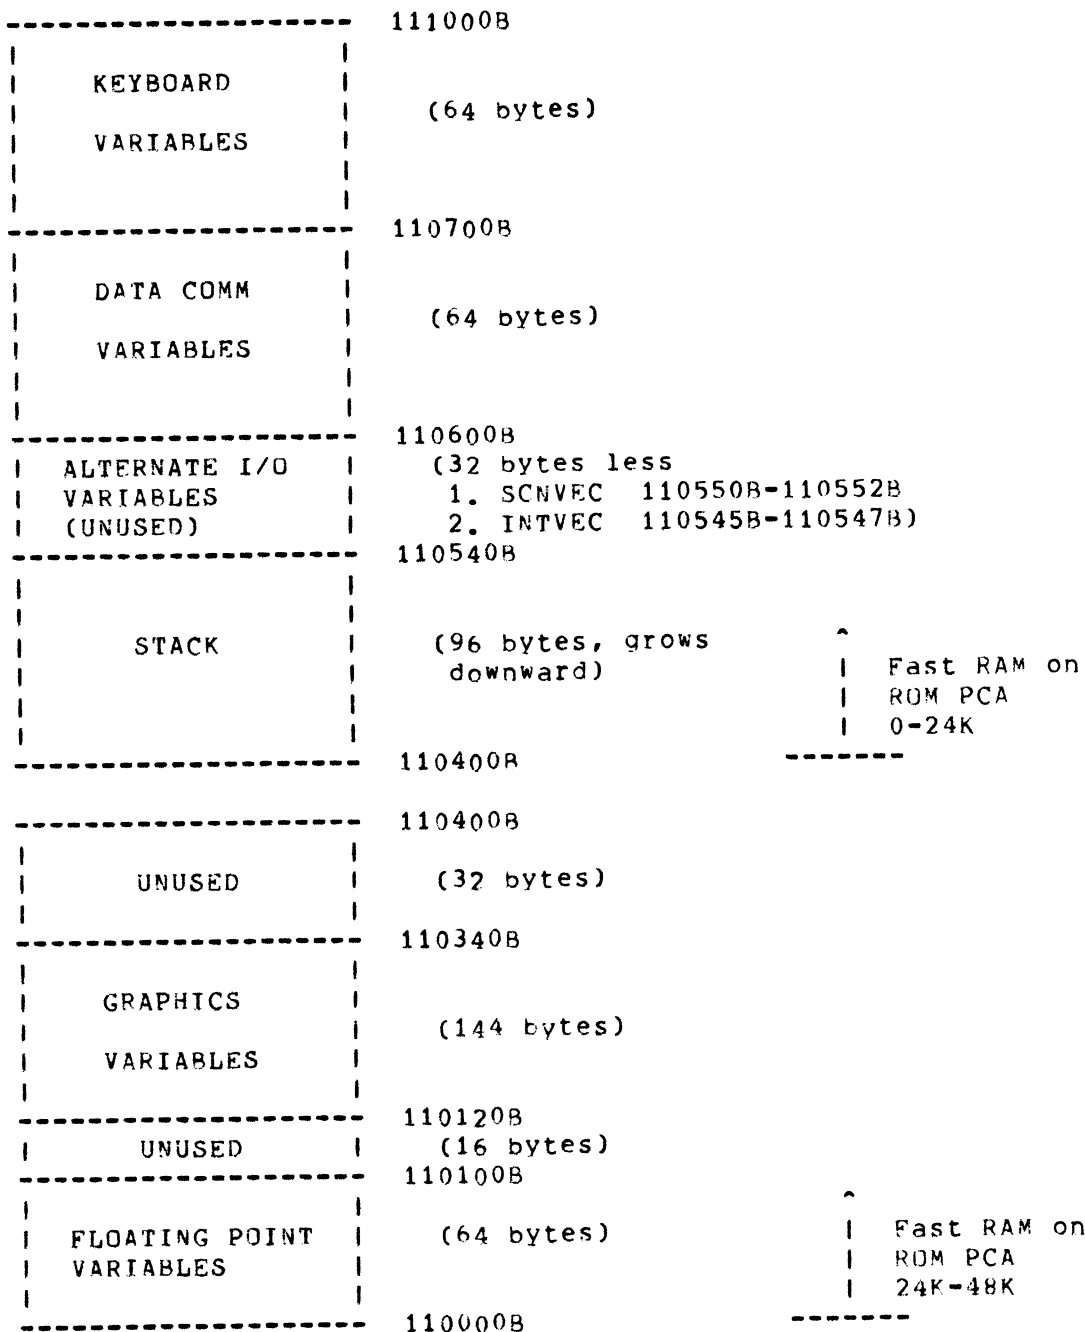 111000B
KEYBOARD
(64 bytes)
VARIABLES
110700B
DATA COMM
(64 bytes)
VARIABLES
110600B
ALTERNATE I/O (32 bytes less
VARIABLES 1. SCNVEC 110550B-110552B
(UNUSED) 2. INTVEC 110545B-110547B)
110540B
STACK (96 bytes, grows
downward)
Fast RAM on
ROM PCA
0-24K
110400B
110400B
UNUSED (32 bytes)
110340B
GRAPHICS
(144 bytes)
VARIABLES
110120B
UNUSED (16 bytes)
110100B
FLOATING POINT (64 bytes)
VARIABLES
Fast RAM on
ROM PCA
24K-48K
110000B